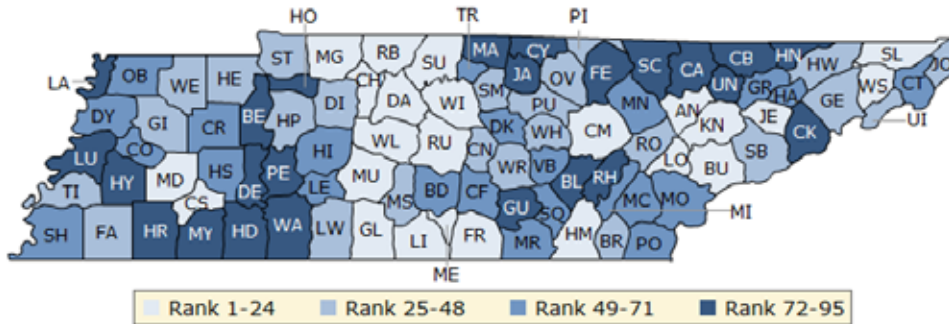 HO TR PI
ST MG RB SU MA CY HN SL JO
LA OB WE HE CH JA OV FE SC CA CB HW
DY GI CR BE HP DI DA WI SM PU MN UN GR HA GE WS CT
CO DK WH CM AN KN JE UI
LU HY MD HS PE HI WL RU CN WR VB RO LO CK
TI CS DE LE MU MS BD CF BL RH BU SB
SH FA HR MY HD WA LW GL LI FR GU SQ MC MO MI
MR HM BR PO
ME
Rank 1-24 Rank 25-48 Rank 49-71 Rank 72-95